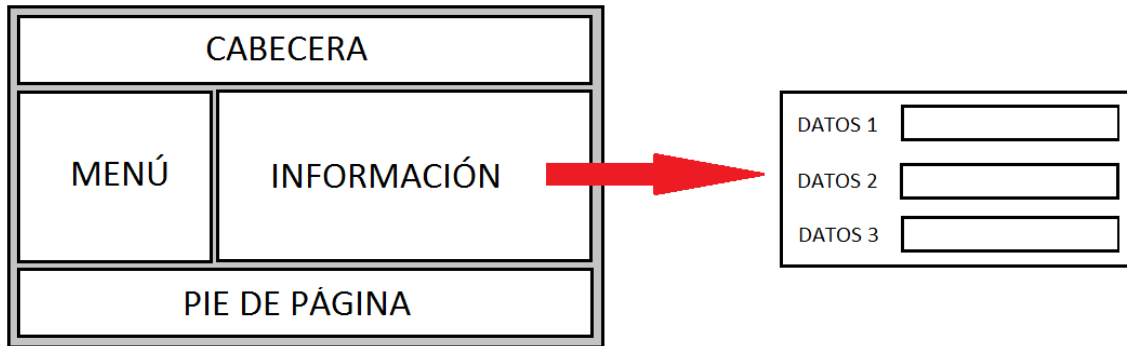 CABECERA
MENÚ
INFORMACIÓN
PIE DE PÁGINA
DATOS 1
DATOS 2
DATOS 3